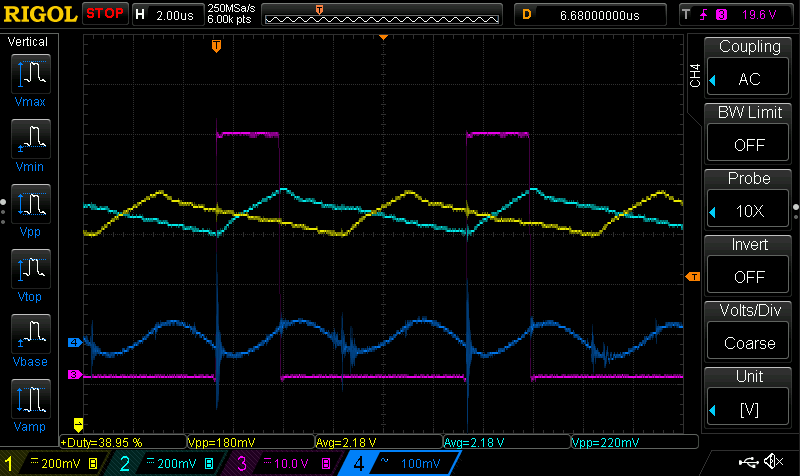 RIGOL STOP H 2.00us 250MSa/s D 6.68000000us T 3 19.6 V
6.00k pts
T
Vertical
Vmax
Vmin
Vpp
Vtop
Vbase
Vamp
T
4
3
T
CH4
Coupling
AC
BW Limit
OFF
Probe
10X
Invert
OFF
Volts/Div
Coarse
Unit
[V]
+Duty=38.95 % Vpp=180mV Avg=2.18 V Avg=2.18 V Vpp=220mV
1 200mV B 2 200mV B 3 10.0 V B 4 ~ 100mV